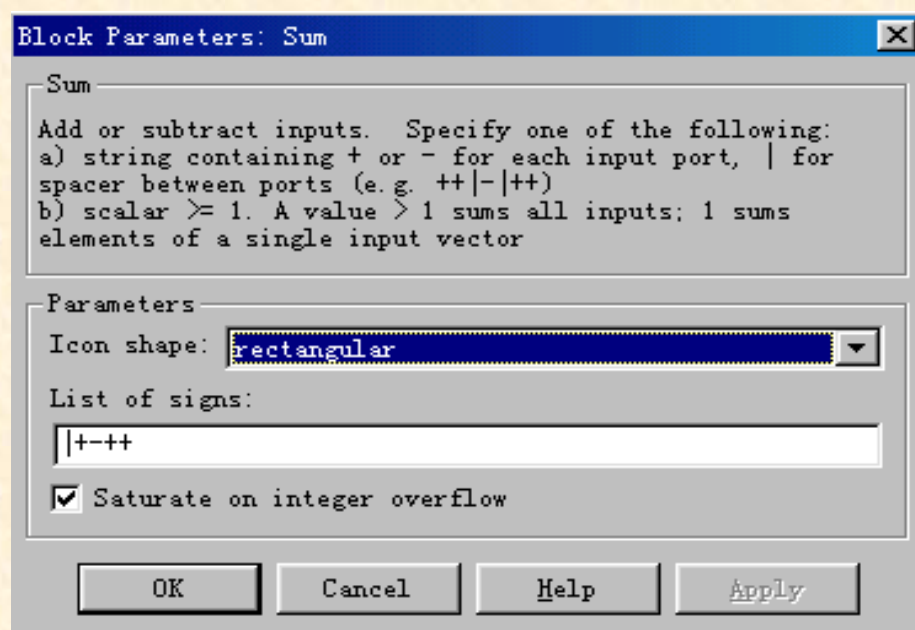 Block Parameters: Sum
Sum
Add or subtract inputs. Specify one of the following:
a) string containing + or - for each input port, | for
spacer between ports (e.g. ++|-|++)
b) scalar >= 1. A value > 1 sums all inputs; 1 sums
elements of a single input vector
Parameters
Icon shape: rectangular
List of signs:
|+-++
Saturate on integer overflow
OK Cancel Help Apply